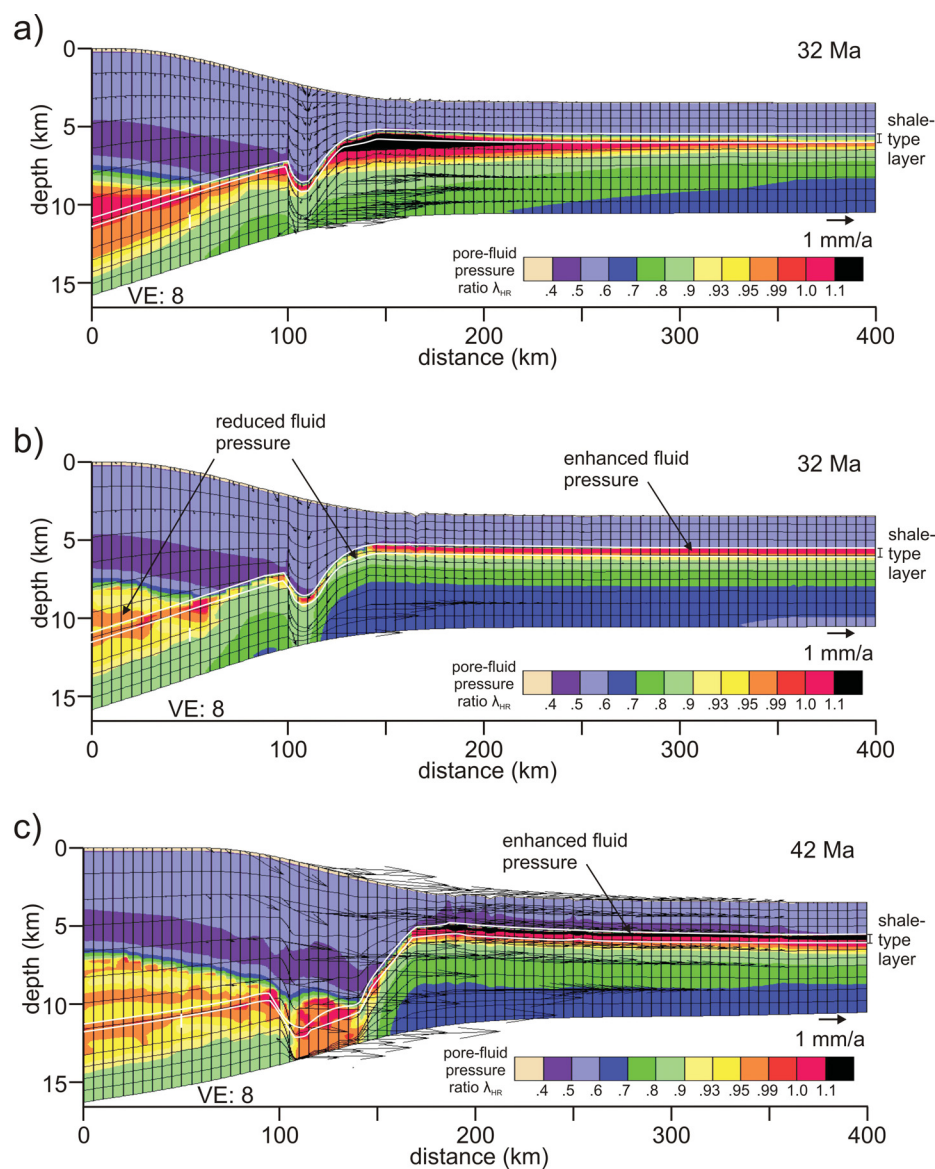 a)
32 Ma
0
5
10
15
depth (km)
shale-
type
layer
1 mm/a
pore-fluid
pressure
ratio λHR
.4 .5 .6 .7 .8 .9 .93 .95 .99 1.0 1.1
VE: 8
0 100 200 300 400
distance (km)
b)
reduced fluid
pressure
enhanced fluid
pressure
32 Ma
0
5
10
15
depth (km)
shale-
type
layer
1 mm/a
pore-fluid
pressure
ratio λHR
.4 .5 .6 .7 .8 .9 .93 .95 .99 1.0 1.1
VE: 8
0 100 200 300 400
distance (km)
c)
enhanced fluid
pressure
42 Ma
0
5
10
15
depth (km)
shale-
type
layer
1 mm/a
pore-fluid
pressure
ratio λHR
.4 .5 .6 .7 .8 .9 .93 .95 .99 1.0 1.1
VE: 8
0 100 200 300 400
distance (km)